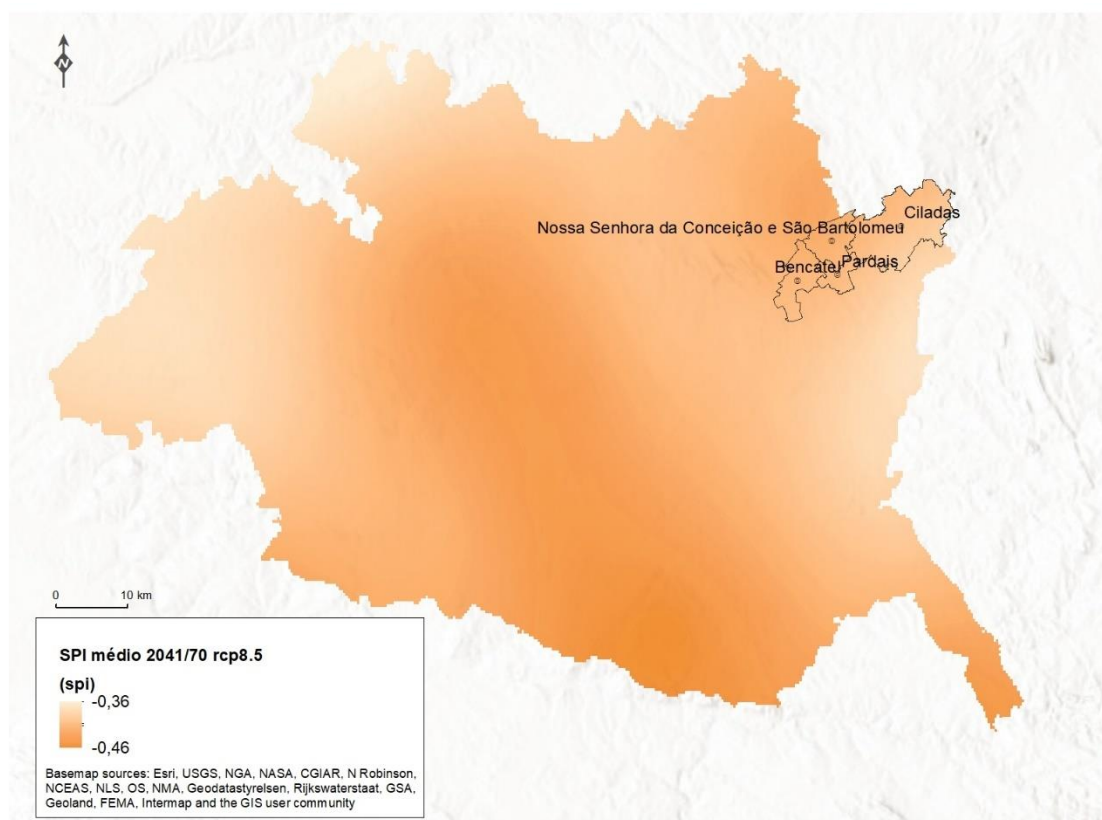 N
Ciladas
Nossa Senhora da Conceição e São Bartolomeu
Pardais
Bencatel
0 10 km
SPI médio 2041/70 rcp8.5
(spi)
-0,36
-0,46
Basemap sources: Esri, USGS, NGA, NASA, CGIAR, N Robinson,
NCEAS, NLS, OS, NMA, Geodatastyrelsen, Rijkswaterstaat, GSA,
Geoland, FEMA, Intermap and the GIS user community